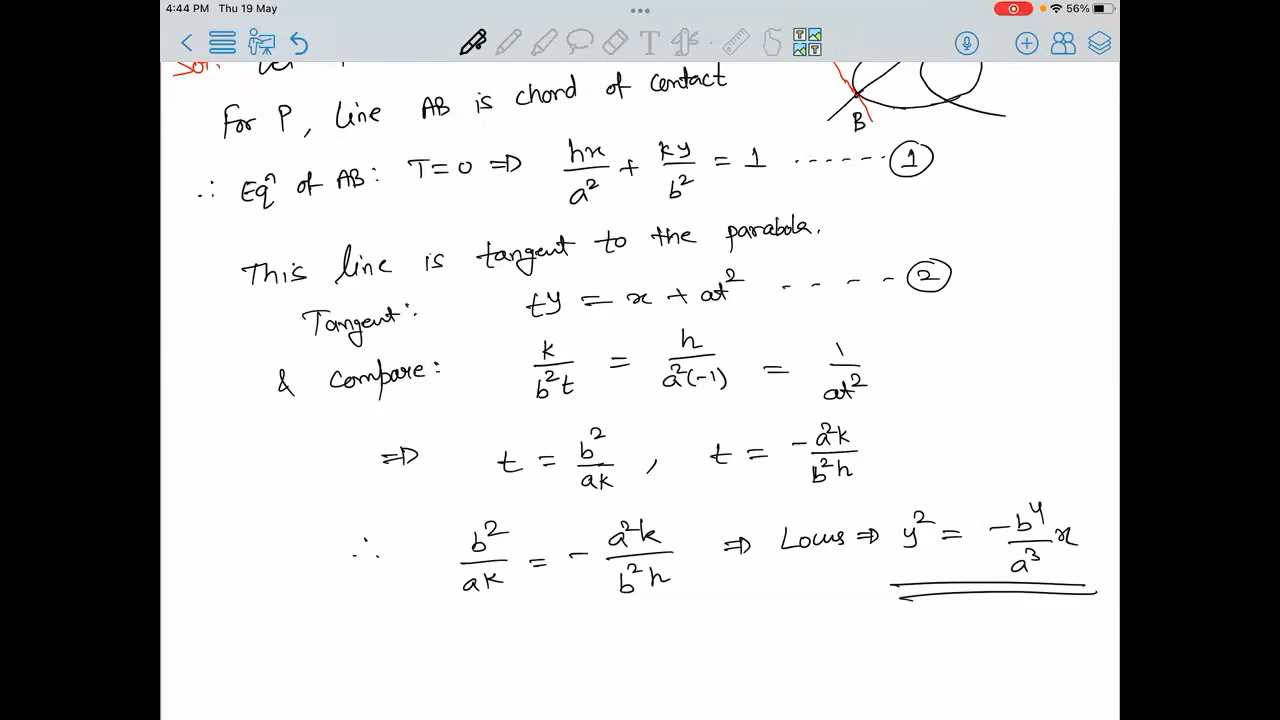 4:44 PM Thu 19 May
56%
Soln
For P, line AB is chord of contact
B
∴ Eqn of AB: T=0 ⇒ hx/a² + ky/b² = 1 ...... ①
This line is tangent to the parabola.
Tangent: ty = x + at² - - - - ②
& compare: k/b²t = h/a²(-1) = 1/at²
⇒ t = b²/ak, t = -a²k/b²h
∴ b²/ak = - a²k/b²h ⇒ Locus ⇒ y² = -b⁴/a³ x